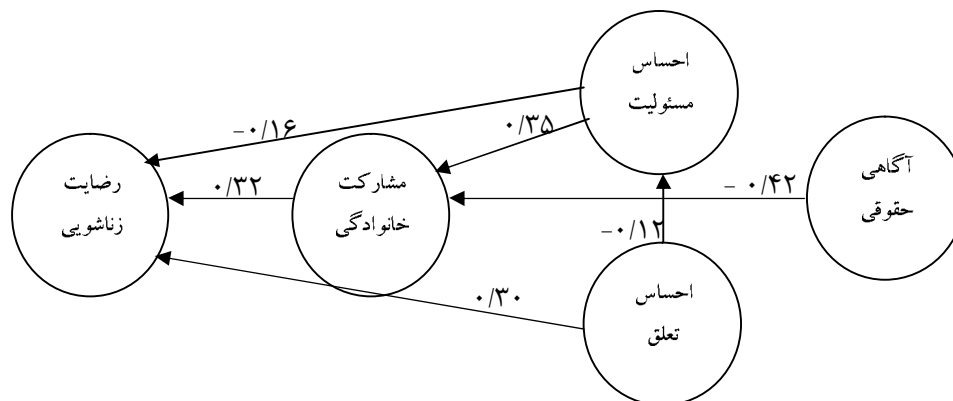 احساس
مسئولیت
-۰/۱۶
۰/۳۵
آگاهی
حقوقی
رضایت
زناشویی
۰/۳۲
مشارکت
خانوادگی
- ۰/۴۲
-۰/۱۲
۰/۳۰
احساس
تعلق